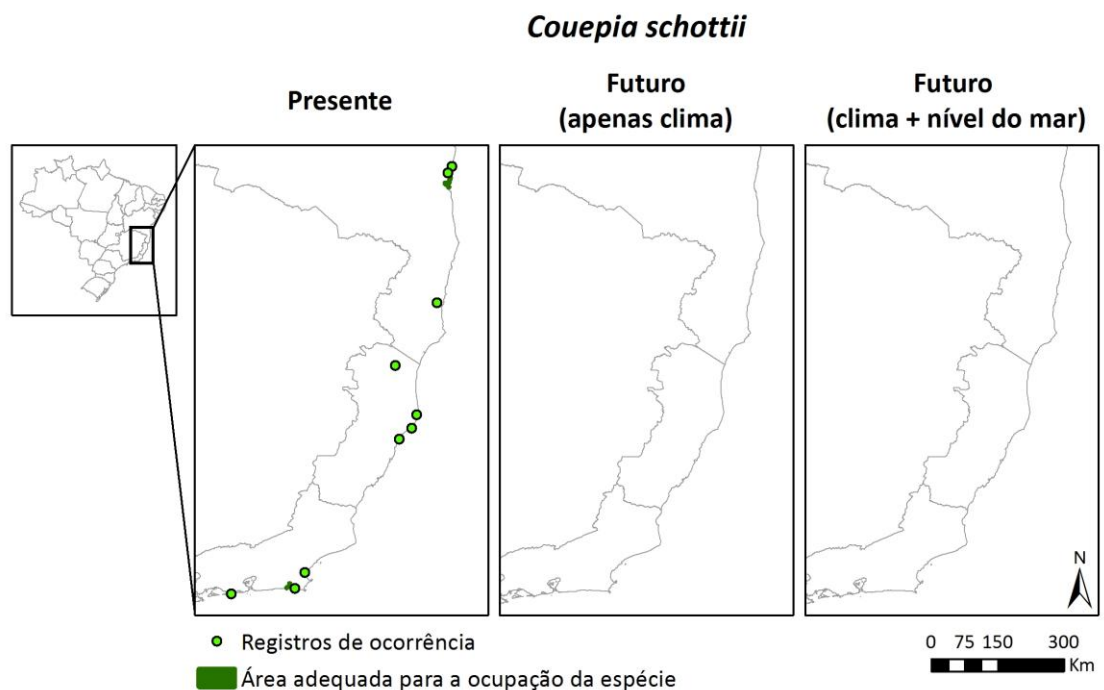 Couepia schottii
Presente
Futuro
(apenas clima)
Futuro
(clima + nível do mar)
N
Registros de ocorrência
Área adequada para a ocupação da espécie
0 75 150 300
Km